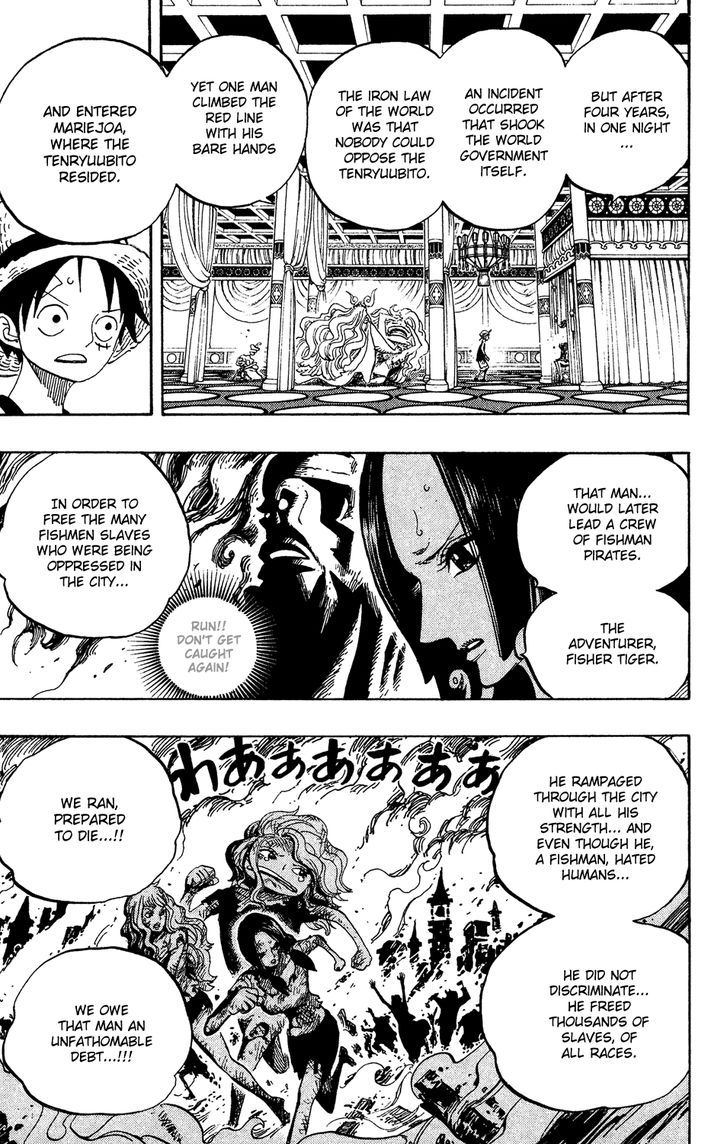 BUT AFTER
FOUR YEARS,
IN ONE NIGHT
...
AN INCIDENT
OCCURRED
THAT SHOOK
THE WORLD
GOVERNMENT
ITSELF.
THE IRON LAW
OF THE WORLD
WAS THAT
NOBODY COULD
OPPOSE THE
TENRYUUBITO.
YET ONE MAN
CLIMBED THE
RED LINE
WITH HIS
BARE HANDS
AND ENTERED
MARIEJOA,
WHERE THE
TENRYUUBITO
RESIDED.
THAT MAN...
WOULD LATER
LEAD A CREW
OF FISHMAN
PIRATES.
THE
ADVENTURER,
FISHER TIGER.
IN ORDER TO
FREE THE MANY
FISHMEN SLAVES
WHO WERE BEING
OPPRESSED IN
THE CITY...
RUN!!
DON'T GET
CAUGHT
AGAIN!
わあぁぁぁぁぁ
HE RAMPAGED
THROUGH THE CITY
WITH ALL HIS
STRENGTH... AND
EVEN THOUGH HE,
A FISHMAN, HATED
HUMANS...
HE DID NOT
DISCRIMINATE...
HE FREED
THOUSANDS OF
SLAVES, OF
ALL RACES.
WE RAN,
PREPARED
TO DIE...!!
WE OWE
THAT MAN AN
UNFATHOMABLE
DEBT...!!!